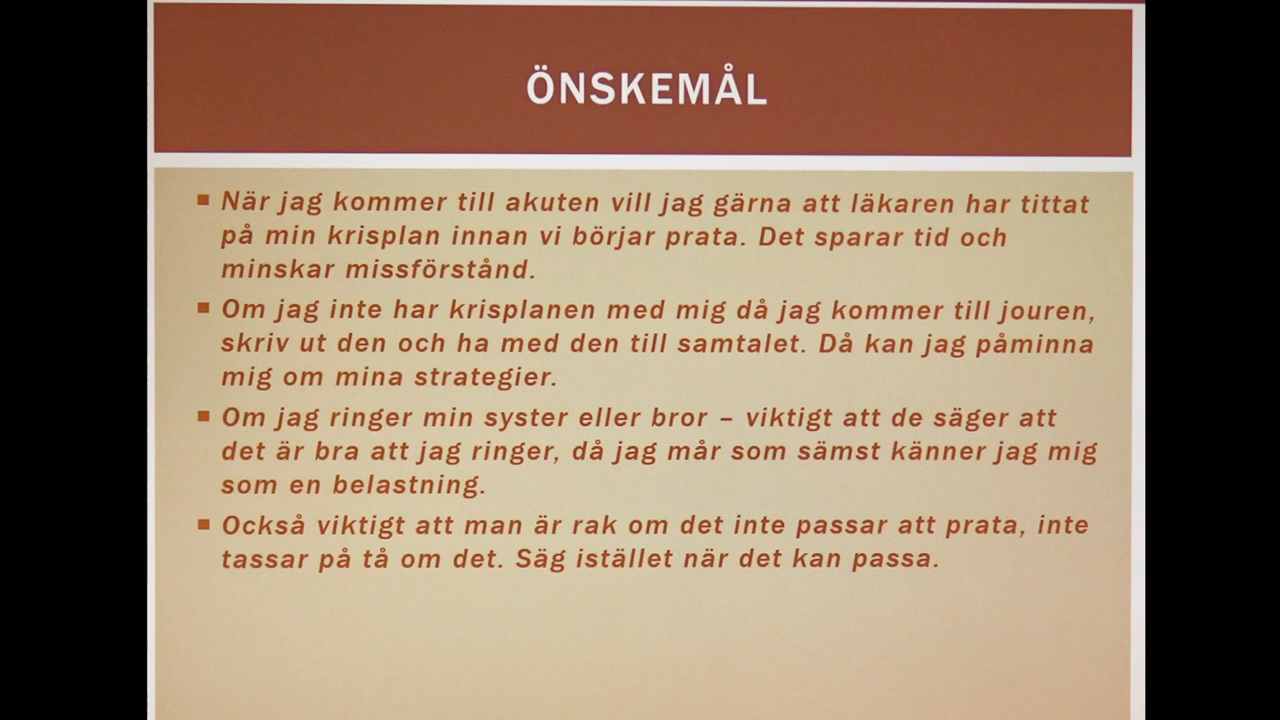 ÖNSKEMÅL
När jag kommer till akuten vill jag gärna att läkaren har tittat
på min krisplan innan vi börjar prata. Det sparar tid och
minskar missförstånd.
Om jag inte har krisplanen med mig då jag kommer till jouren,
skriv ut den och ha med den till samtalet. Då kan jag påminna
mig om mina strategier.
Om jag ringer min syster eller bror – viktigt att de säger att
det är bra att jag ringer, då jag mår som sämst känner jag mig
som en belastning.
Också viktigt att man är rak om det inte passar att prata, inte
tassar på tå om det. Säg istället när det kan passa.